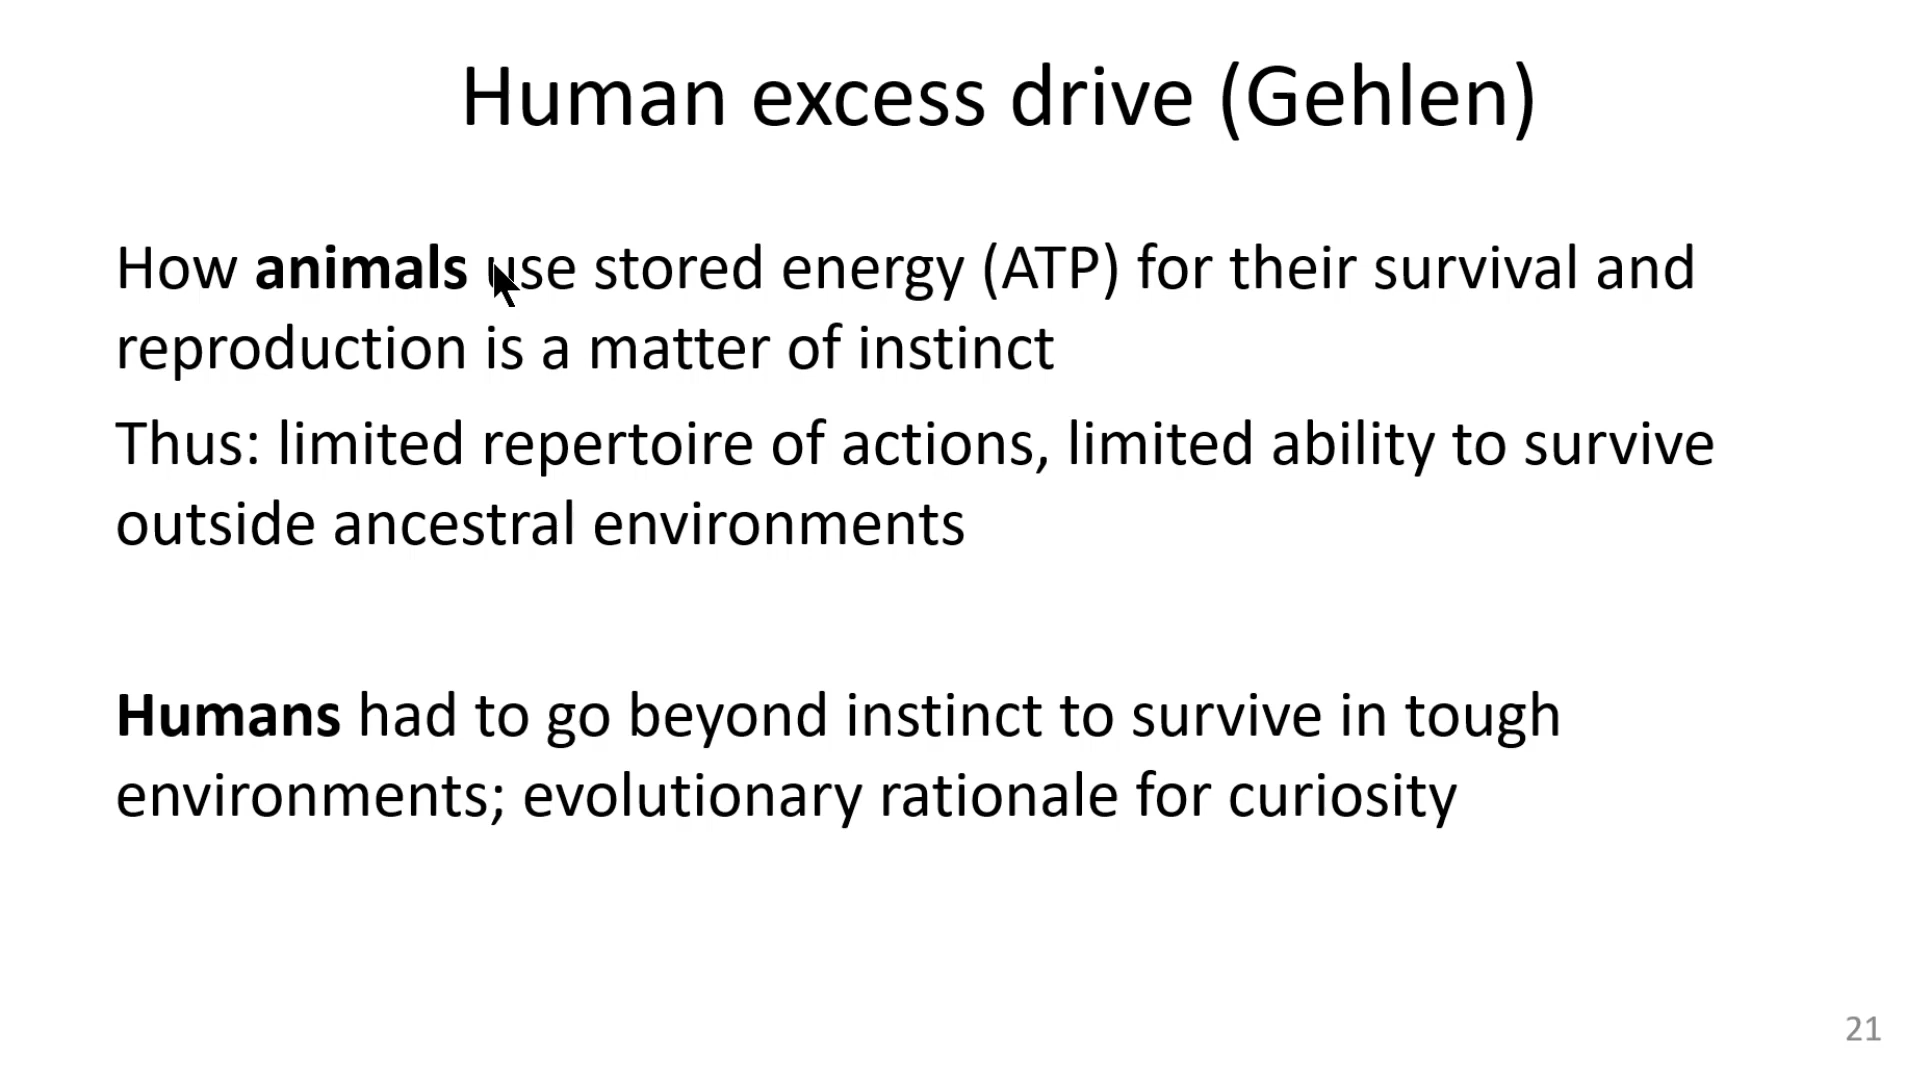 Human excess drive (Gehlen)
How animals use stored energy (ATP) for their survival and
reproduction is a matter of instinct
Thus: limited repertoire of actions, limited ability to survive
outside ancestral environments
Humans had to go beyond instinct to survive in tough
environments; evolutionary rationale for curiosity
21